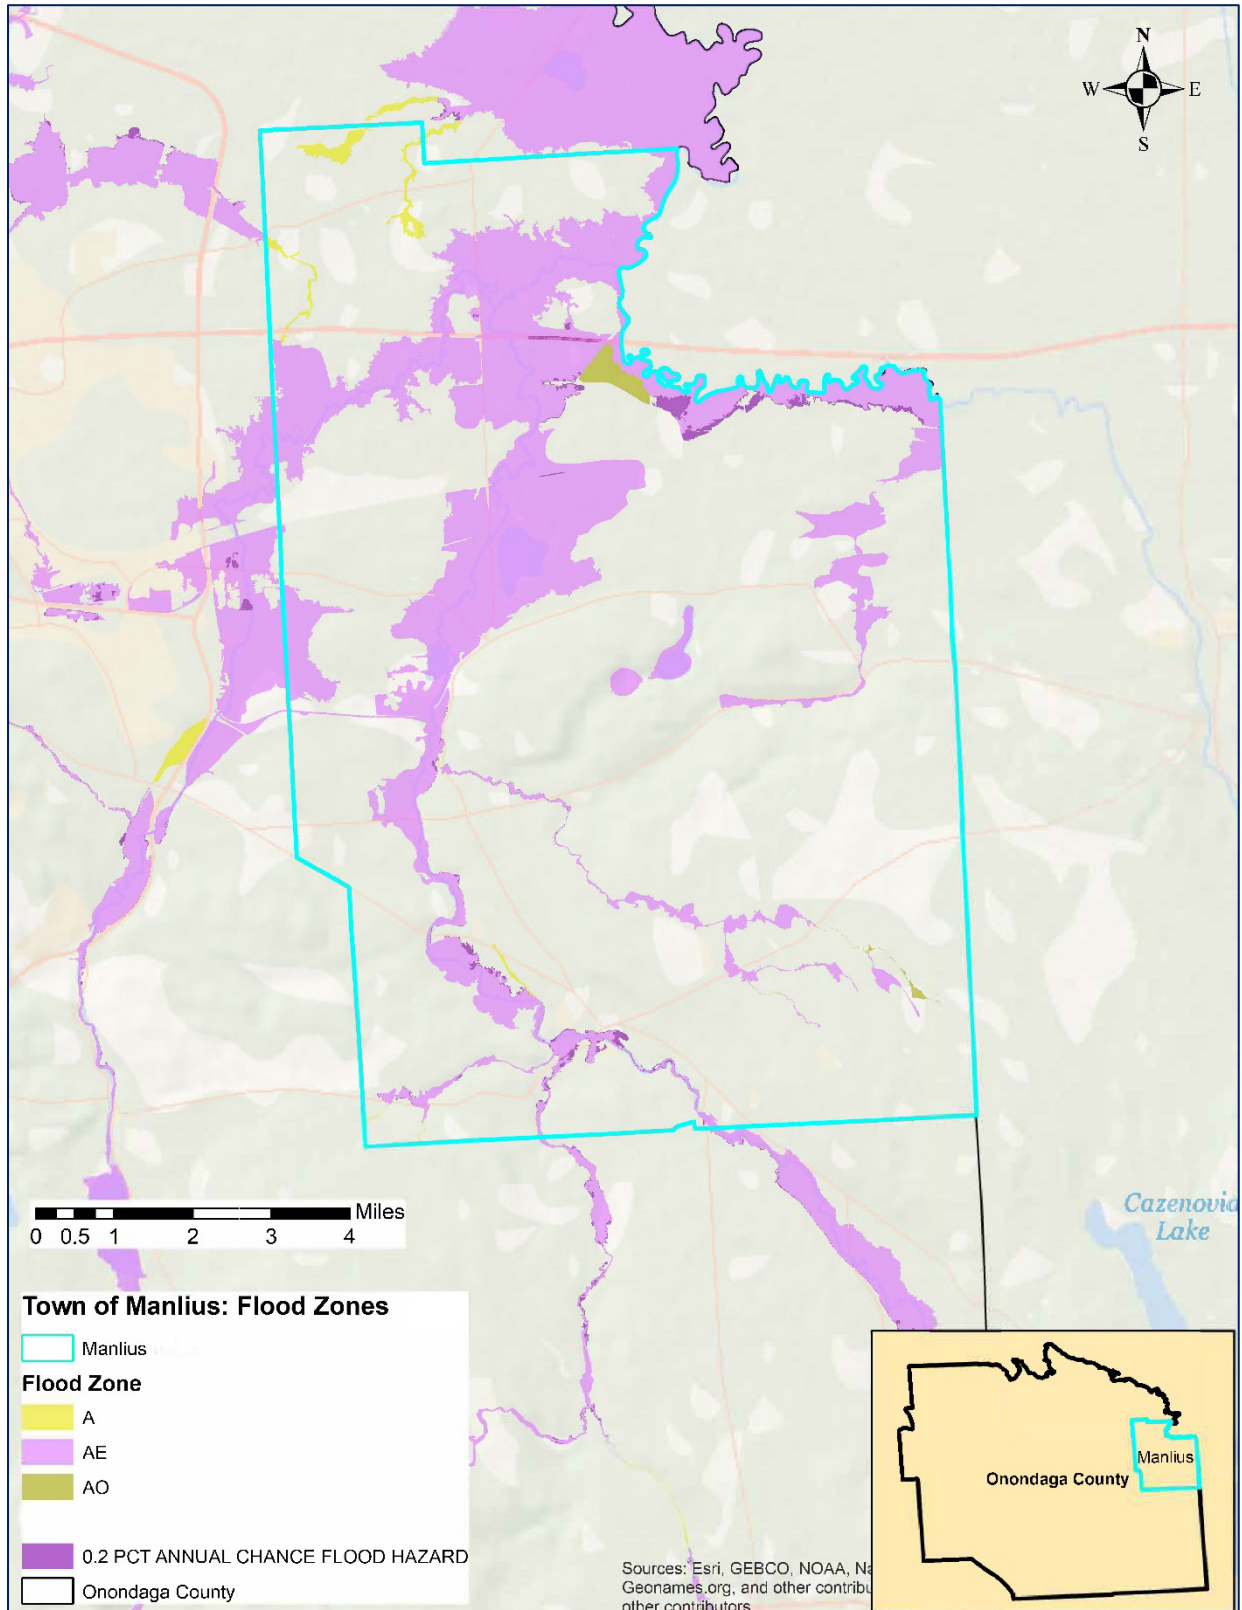 N
W E
S
Cazenovia
Lake
Miles
0 0.5 1 2 3 4
Town of Manlius: Flood Zones
Manlius
Flood Zone
A
AE
AO
0.2 PCT ANNUAL CHANCE FLOOD HAZARD
Onondaga County
Manlius
Onondaga County
Sources: Esri, GEBCO, NOAA, Na
Geonames.org, and other contribu
other contributors